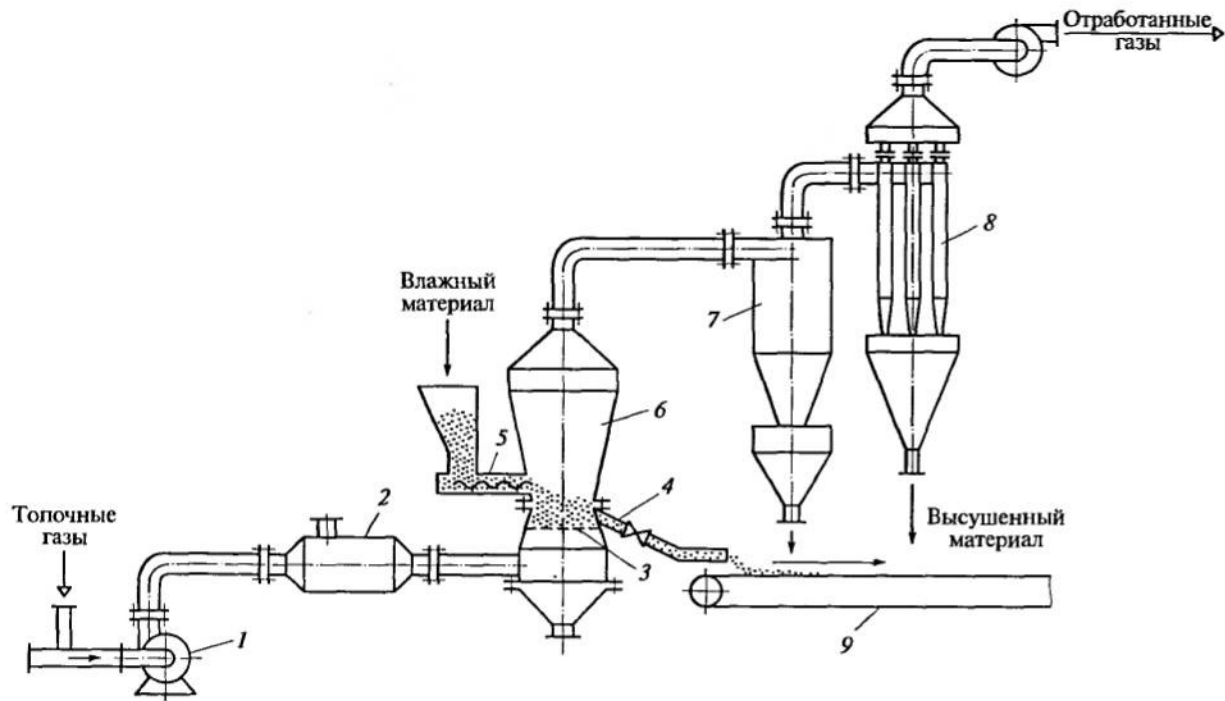 Отработанные
газы
8
Влажный
материал
7
6
5
4
2
Топочные
газы
Высушенный
материал
3
1
9